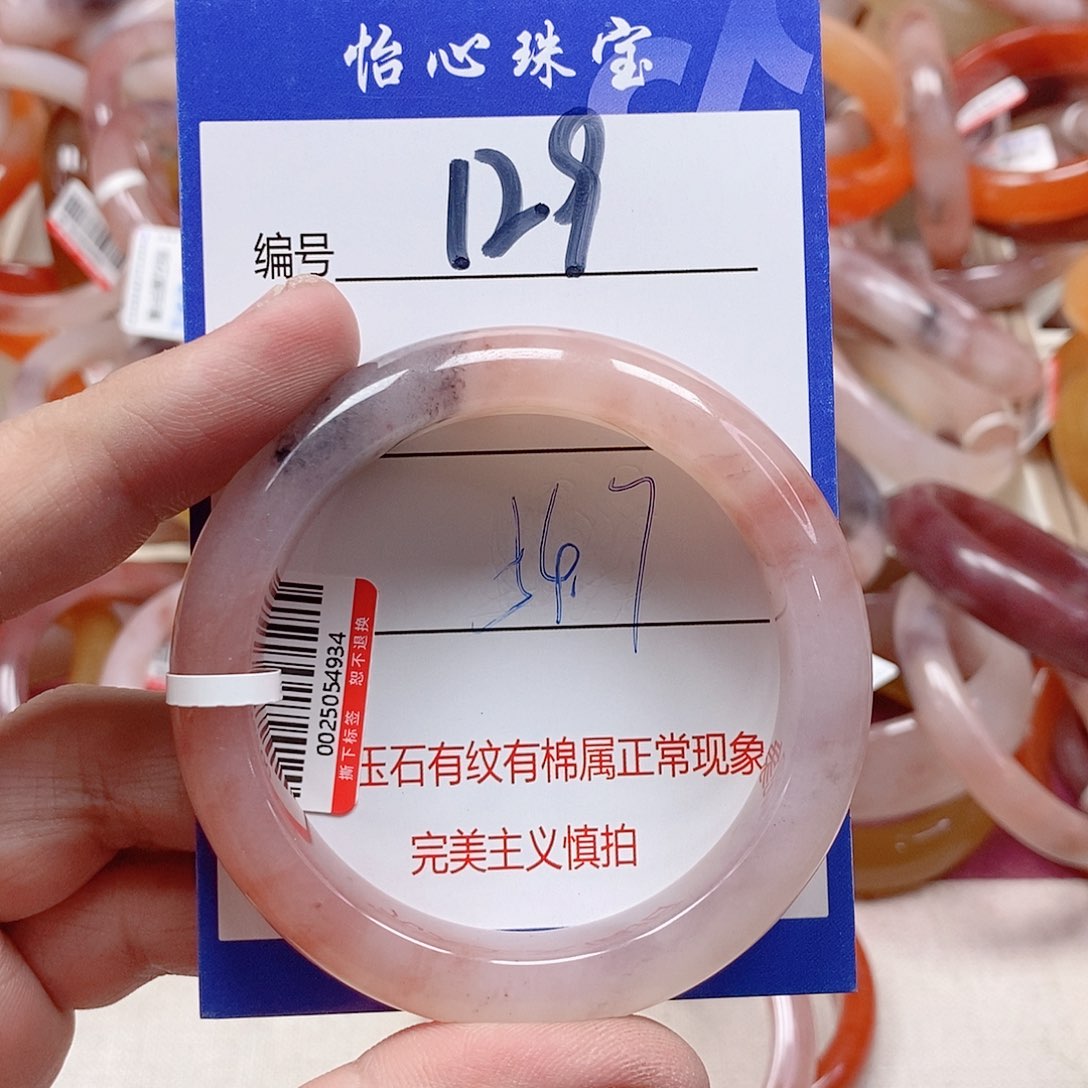 怡心珠宝
编号 129
56.7
0025054934
撕下标签 恕不退换
玉石有纹有棉属正常现象
完美主义慎拍